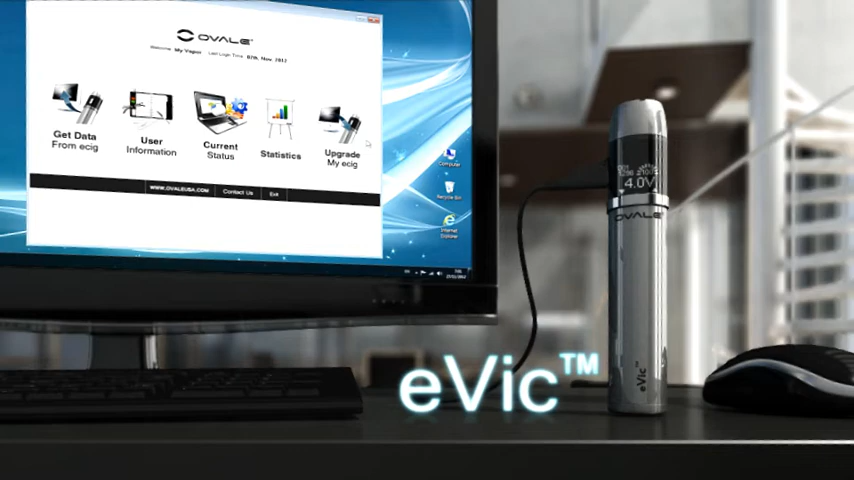 OVALE
Welcome My Vapor Last Login Time 07th, Nov, 2012
Get Data
From ecig
User
Information
Current
Status
Statistics
Upgrade
My ecig
WWW.OVALEUSA.COM Contact Us Exit
Computer
Recycle Bin
Internet
Explorer
4.0V
OVALE
eVic™
eVic™